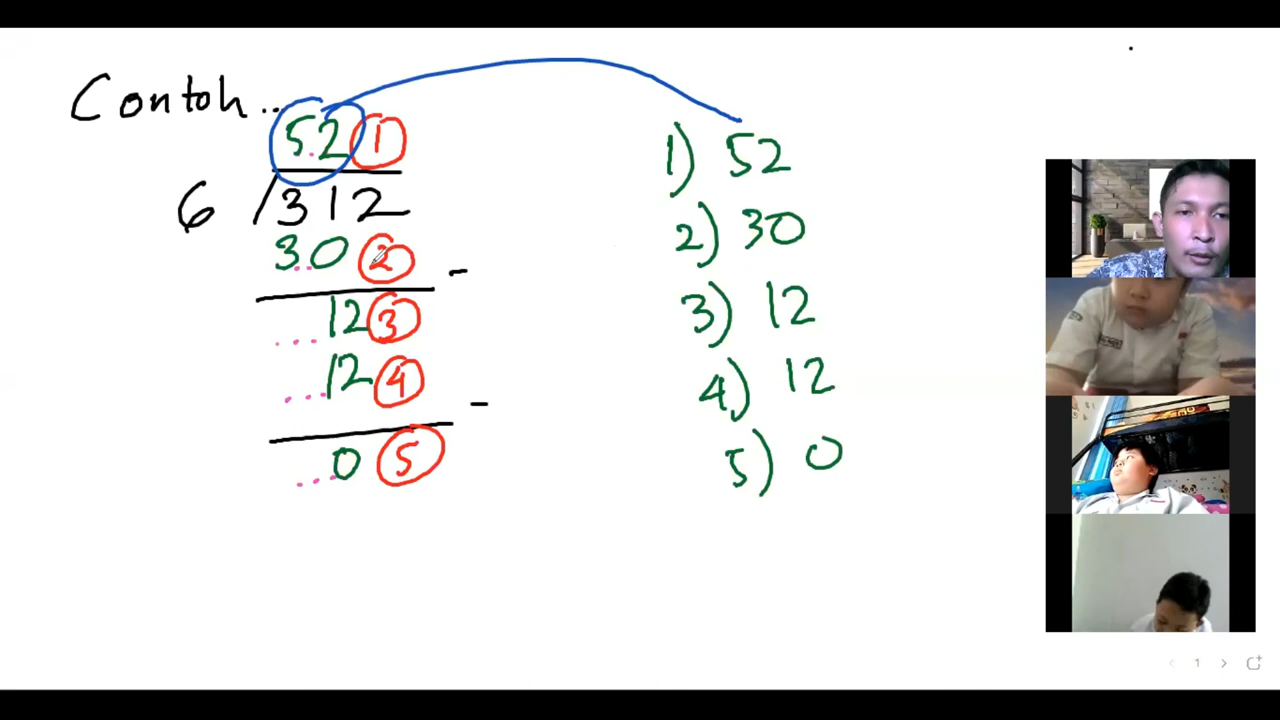 Contoh...
52 1
6 / 312
30 2 -
12 3
12 4 -
0 5
1) 52
2) 30
3) 12
4) 12
5) 0
1